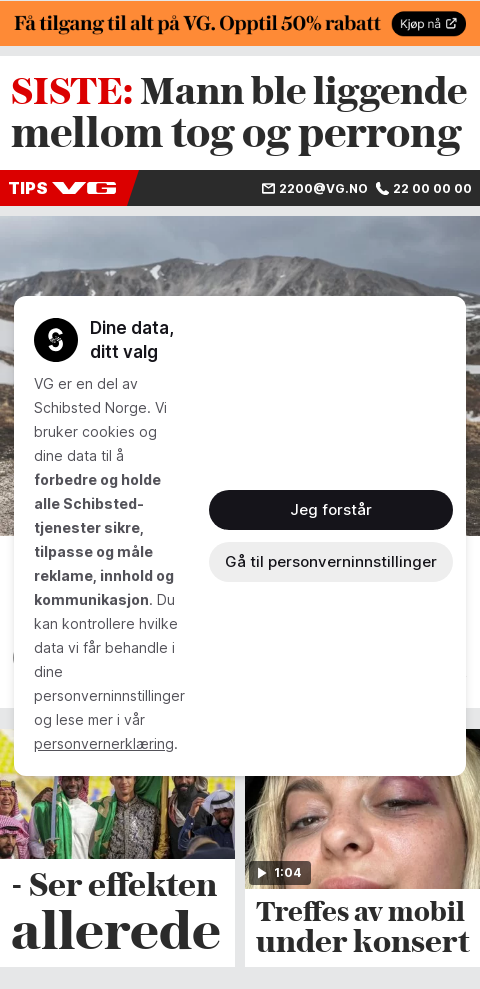 Få tilgang til alt på VG. Opptil 50% rabatt
Kjøp nå
SISTE: Mann ble liggende
mellom tog og perrong
TIPS VG
2200@VG.NO 22 00 00 00
Dine data,
ditt valg
VG er en del av
Schibsted Norge. Vi
bruker cookies og
dine data til å
forbedre og holde
alle Schibsted-
tjenester sikre,
tilpasse og måle
reklame, innhold og
kommunikasjon. Du
kan kontrollere hvilke
data vi får behandle i
dine
personverninnstillinger
og lese mer i vår
personvernerklæring.
Jeg forstår
Gå til personverninnstillinger
- Ser effekten
allerede
1:04
Treffes av mobil
under konsert